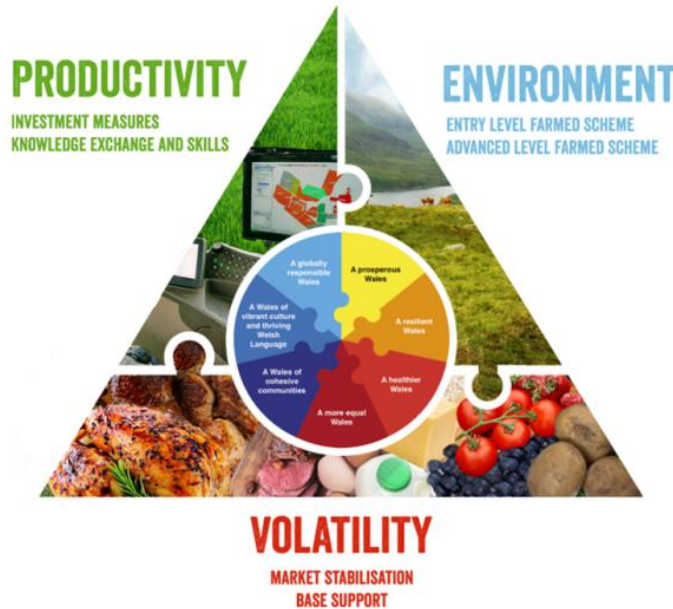 PRODUCTIVITY
INVESTMENT MEASURES
KNOWLEDGE EXCHANGE AND SKILLS
ENVIRONMENT
ENTRY LEVEL FARMED SCHEME
ADVANCED LEVEL FARMED SCHEME
A globally
responsible
Wales
A prosperous
Wales
A resilient
Wales
A healthier
Wales
A more equal
Wales
A Wales of
cohesive
communities
A Wales of
vibrant culture
and thriving
Welsh
Language
VOLATILITY
MARKET STABILISATION
BASE SUPPORT